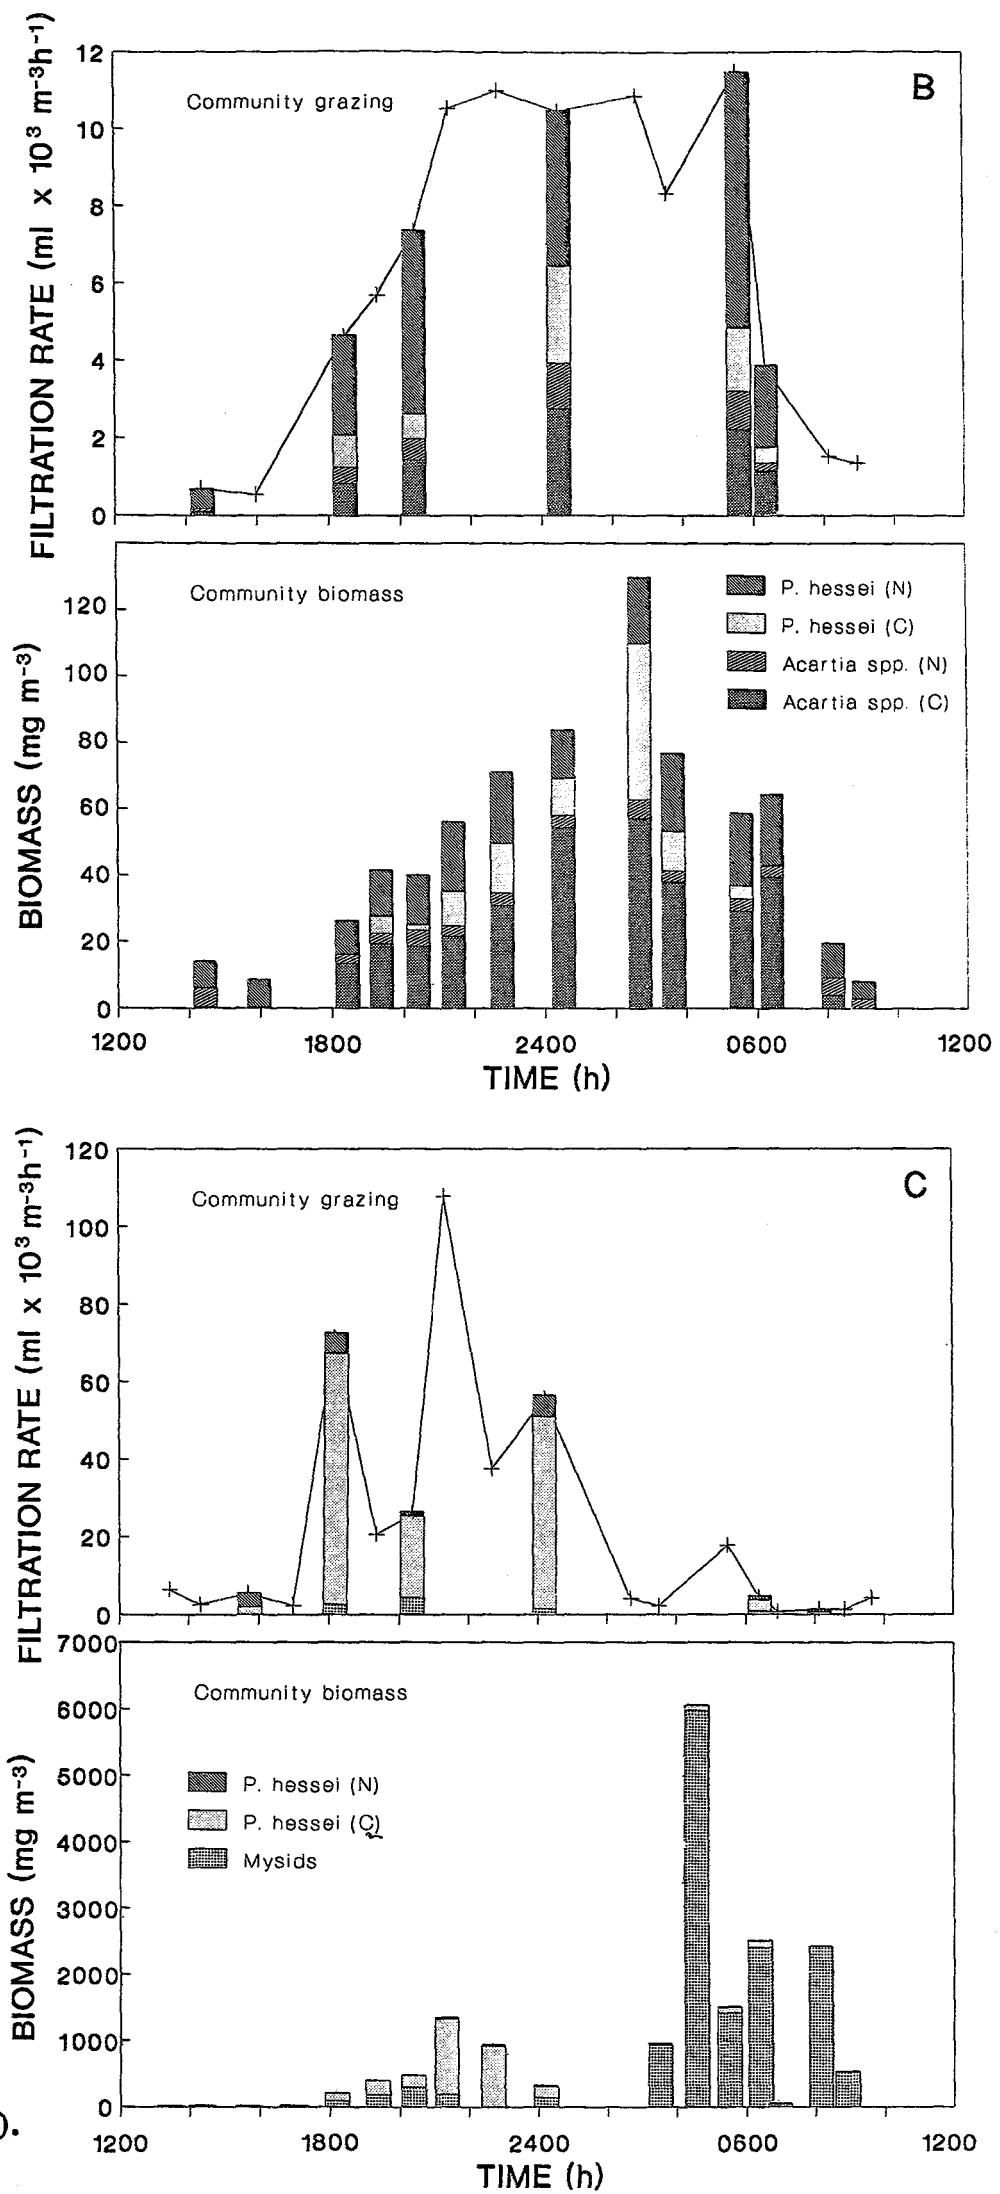 B
Community grazing
FILTRATION RATE (ml x 10³ m⁻³h⁻¹)
12
10
8
6
4
2
0
Community biomass
P. hessei (N)
P. hessei (C)
Acartia spp. (N)
Acartia spp. (C)
BIOMASS (mg m⁻³)
120
100
80
60
40
20
0
1200 1800 2400 0600 1200
TIME (h)
C
Community grazing
FILTRATION RATE (ml x 10³ m⁻³h⁻¹)
120
100
80
60
40
20
0
Community biomass
P. hessei (N)
P. hessei (C)
Mysids
BIOMASS (mg m⁻³)
7000
6000
5000
4000
3000
2000
1000
0
1200 1800 2400 0600 1200
TIME (h)
).